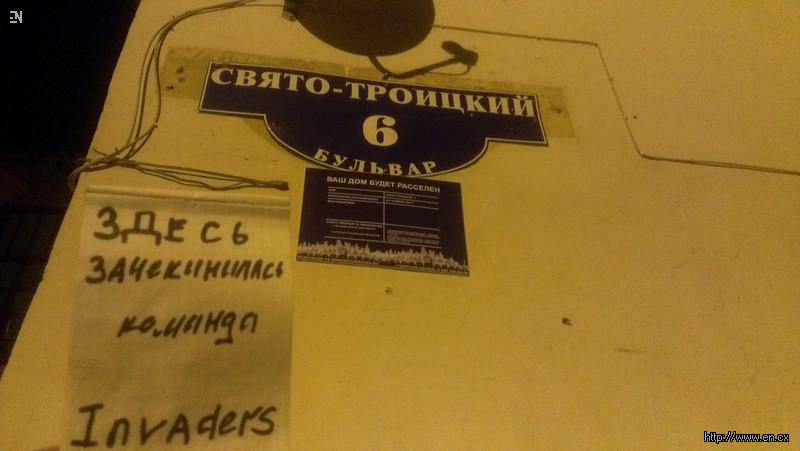 EN
СВЯТО-ТРОИЦКИЙ
6
БУЛЬВАР
ВАШ ДОМ БУДЕТ РАССЕЛЕН
ЗДЕСЬ
ЗАЧЕКИНИЛАСЬ
команда
Invaders
http://www.en.cx